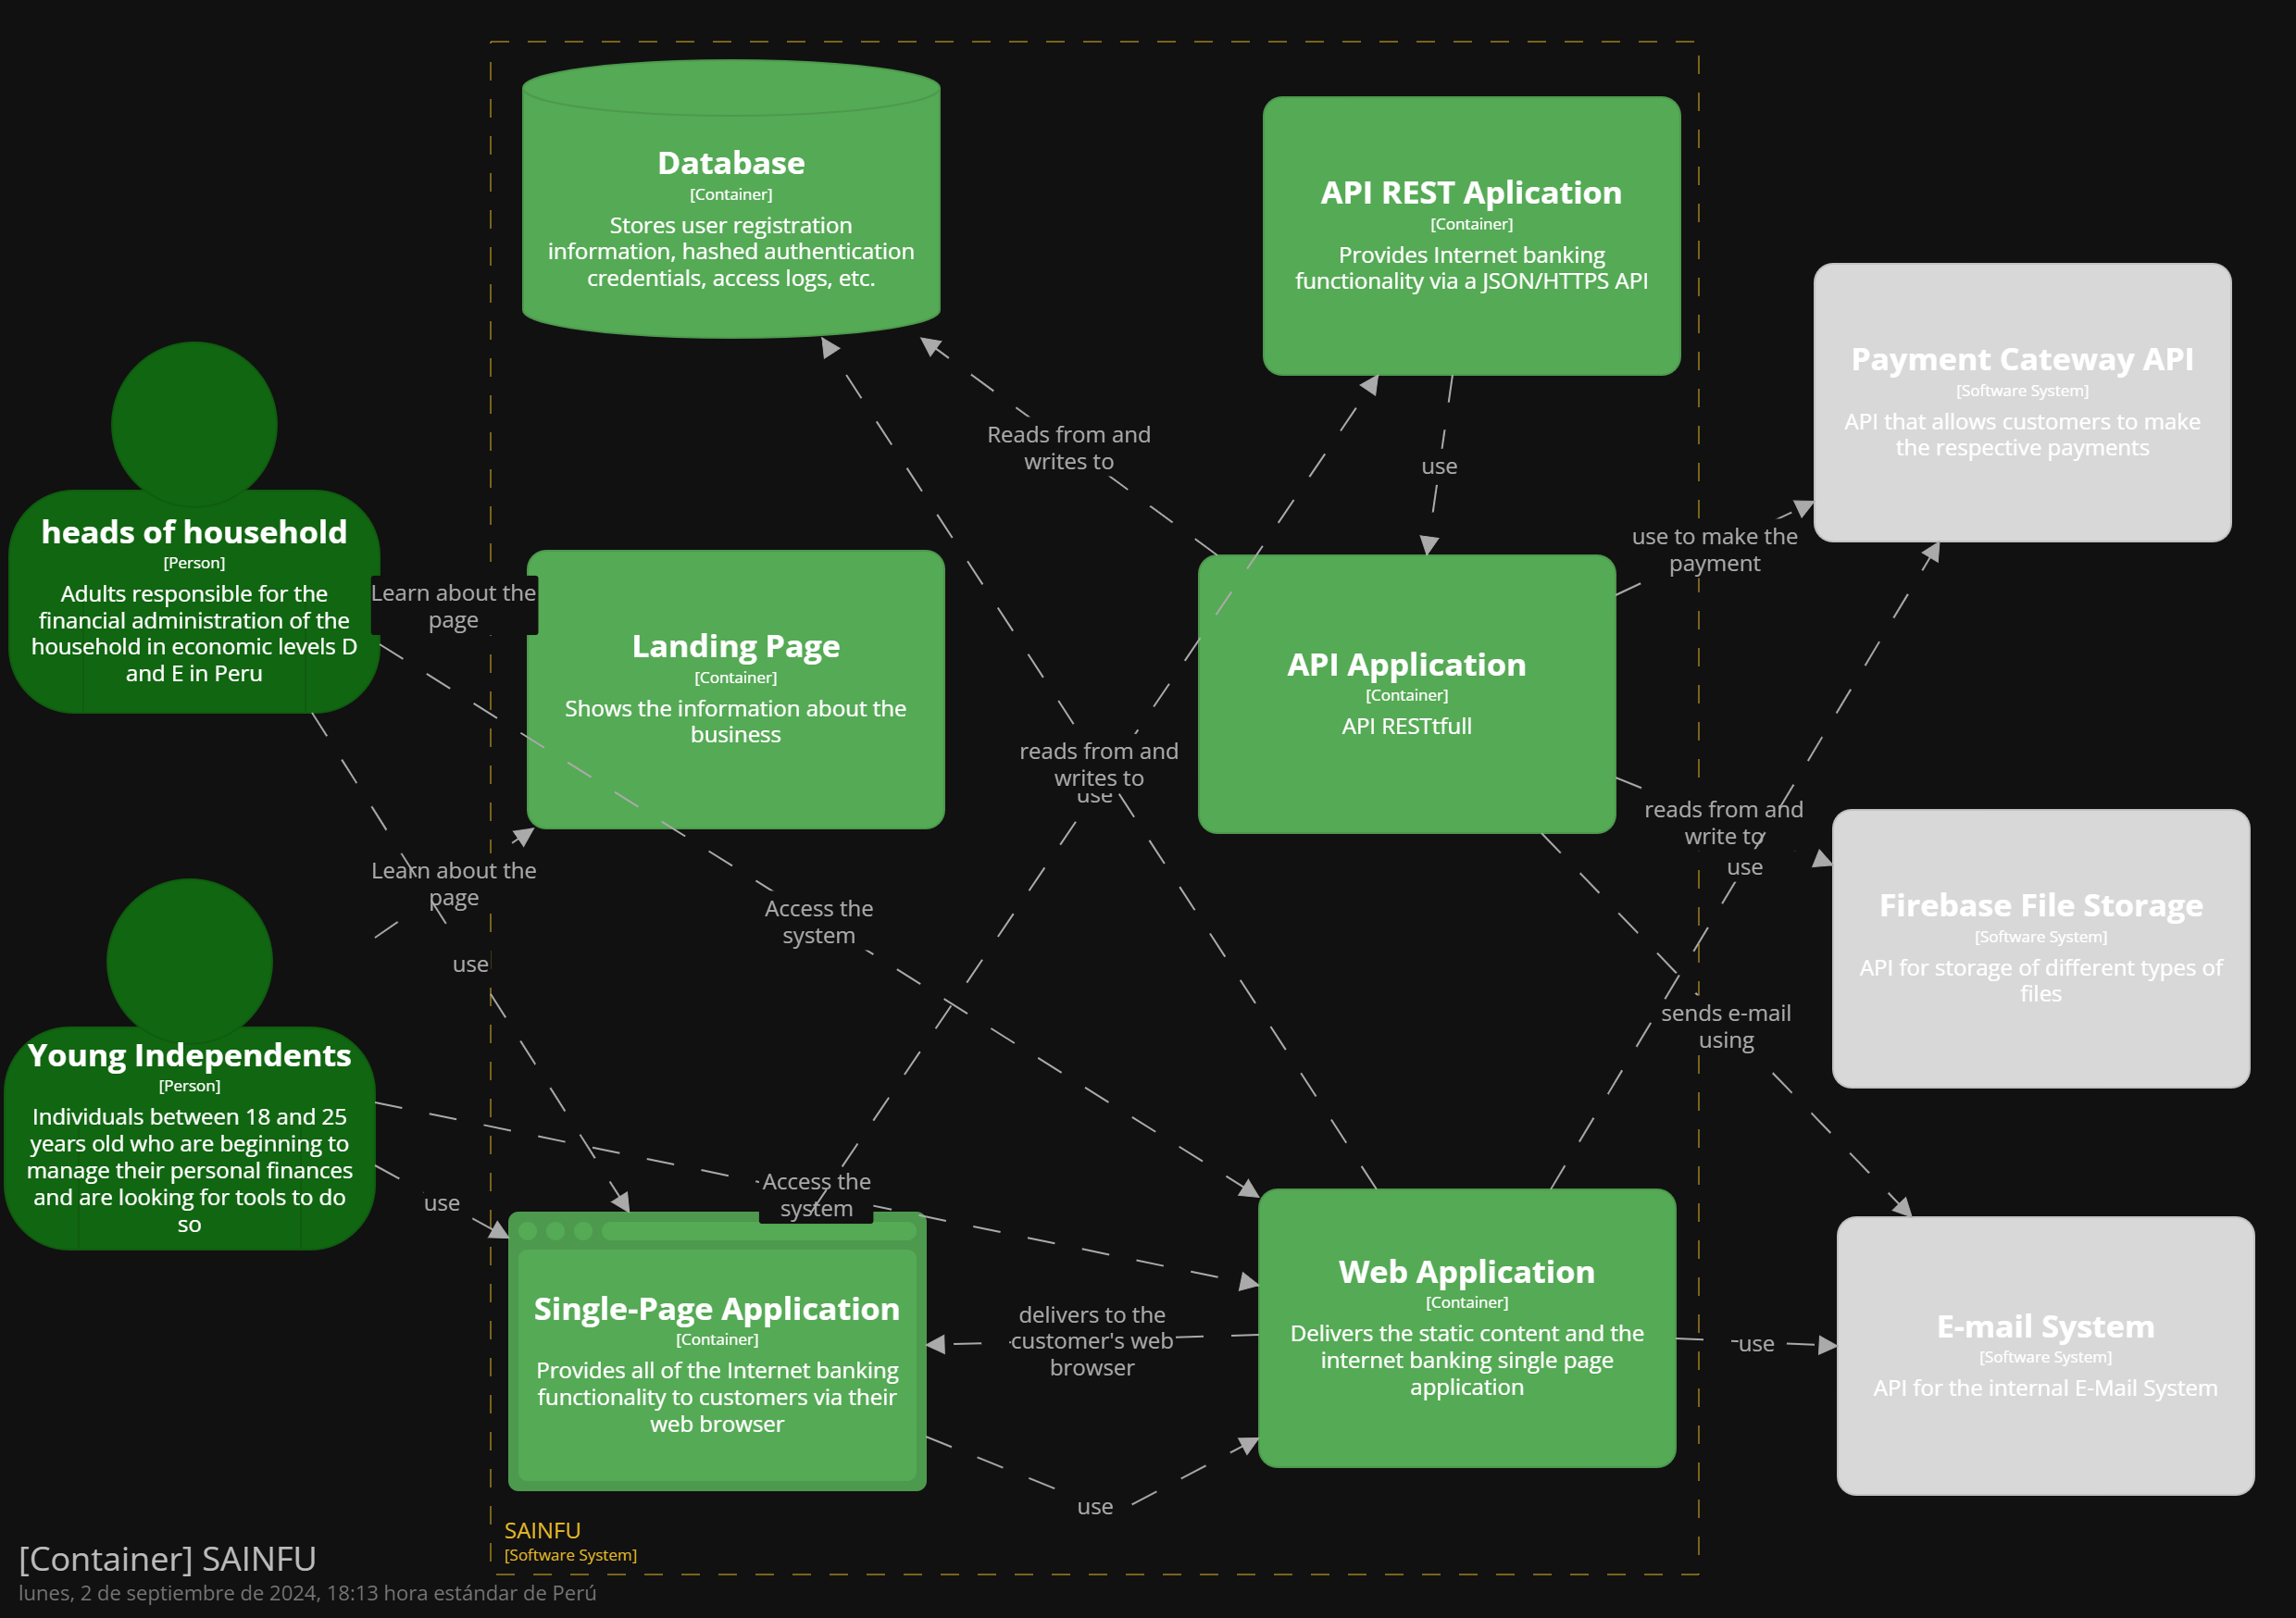 Database
[Container]
Stores user registration
information, hashed authentication
credentials, access logs, etc.
API REST Aplication
[Container]
Provides Internet banking
functionality via a JSON/HTTPS API
Payment Cateway API
[Software System]
API that allows customers to make
the respective payments
Reads from and
writes to
use
heads of household
[Person]
Adults responsible for the
financial administration of the
household in economic levels D
and E in Peru
Learn about the
page
use to make the
payment
Landing Page
[Container]
Shows the information about the
business
API Application
[Container]
API RESTtfull
reads from and
writes to
use
reads from and
write to
use
Learn about the
page
use
Access the
system
Firebase File Storage
[Software System]
API for storage of different types of
files
sends e-mail
using
Young Independents
[Person]
Individuals between 18 and 25
years old who are beginning to
manage their personal finances
and are looking for tools to do
so
use
Access the
system
Single-Page Application
[Container]
Provides all of the Internet banking
functionality to customers via their
web browser
delivers to the
customer's web
browser
Web Application
[Container]
Delivers the static content and the
internet banking single page
application
use
E-mail System
[Software System]
API for the internal E-Mail System
use
SAINFU
[Software System]
[Container] SAINFU
lunes, 2 de septiembre de 2024, 18:13 hora estándar de Perú